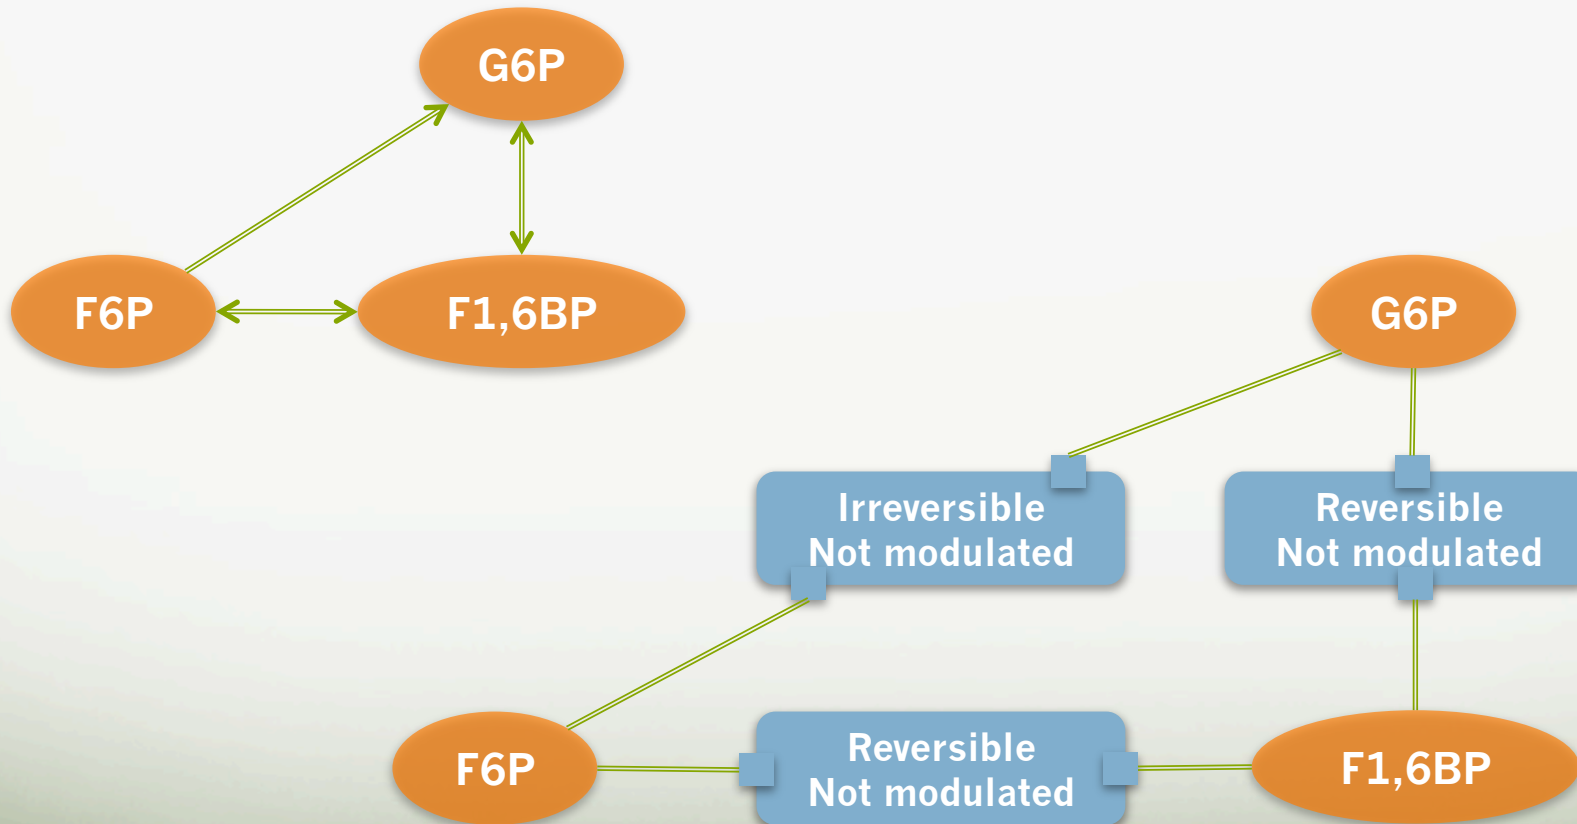 G6P
F6P
F1,6BP
G6P
Irreversible
Not modulated
Reversible
Not modulated
F6P
Reversible
Not modulated
F1,6BP